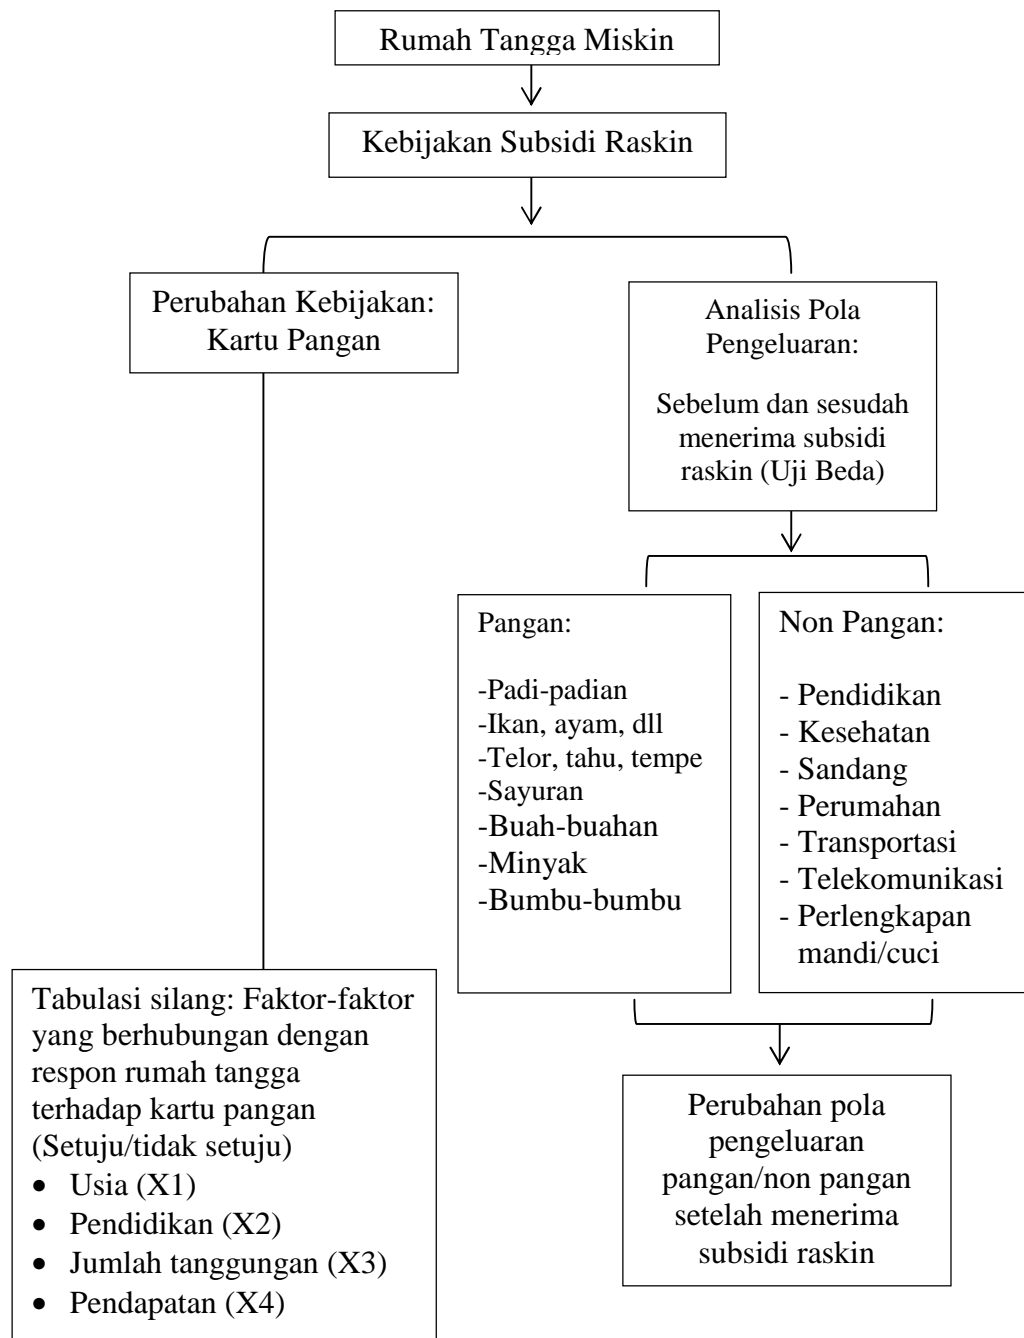 Rumah Tangga Miskin
Kebijakan Subsidi Raskin
Perubahan Kebijakan:
Kartu Pangan
Analisis Pola
Pengeluaran:
Sebelum dan sesudah
menerima subsidi
raskin (Uji Beda)
Pangan:
-Padi-padian
-Ikan, ayam, dll
-Telor, tahu, tempe
-Sayuran
-Buah-buahan
-Minyak
-Bumbu-bumbu
Non Pangan:
- Pendidikan
- Kesehatan
- Sandang
- Perumahan
- Transportasi
- Telekomunikasi
- Perlengkapan
mandi/cuci
Tabulasi silang: Faktor-faktor
yang berhubungan dengan
respon rumah tangga
terhadap kartu pangan
(Setuju/tidak setuju)
• Usia (X1)
• Pendidikan (X2)
• Jumlah tanggungan (X3)
• Pendapatan (X4)
Perubahan pola
pengeluaran
pangan/non pangan
setelah menerima
subsidi raskin